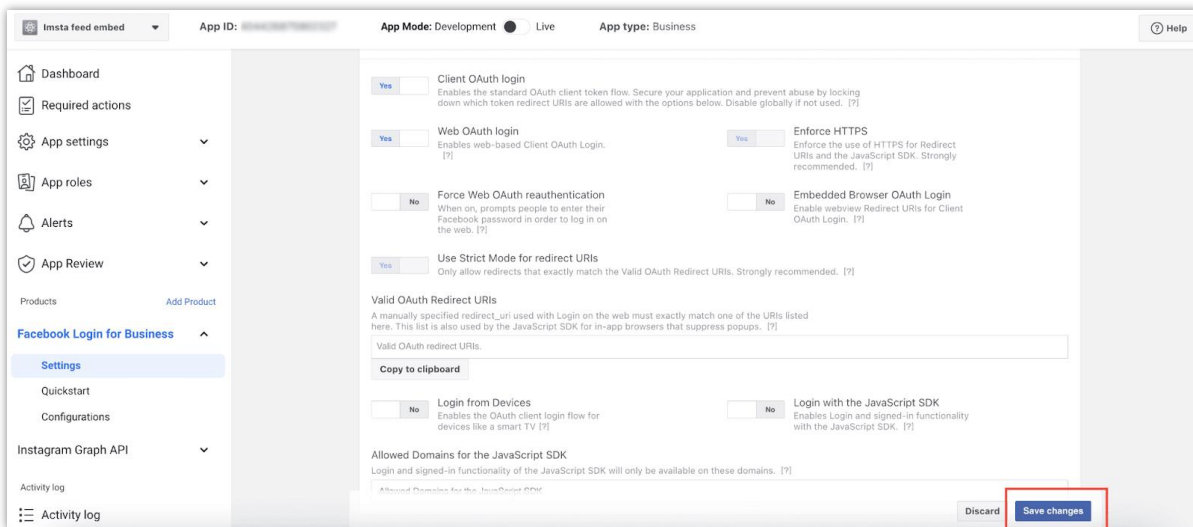 Imsta feed embed
App ID:
App Mode: Development
Live
App type: Business
Help
Dashboard
Required actions
App settings
App roles
Alerts
App Review
Products
Add Product
Facebook Login for Business
Settings
Quickstart
Configurations
Instagram Graph API
Activity log
Activity log
Yes
Client OAuth login
Enables the standard OAuth client token flow. Secure your application and prevent abuse by locking
down which token redirect URIs are allowed with the options below. Disable globally if not used. [?]
Yes
Web OAuth login
Enables web-based Client OAuth Login.
[?]
Yes
Enforce HTTPS
Enforce the use of HTTPS for Redirect
URIs and the JavaScript SDK. Strongly
recommended. [?]
No
Force Web OAuth reauthentication
When on, prompts people to enter their
Facebook password in order to log in on
the web. [?]
No
Embedded Browser OAuth Login
Enable webview Redirect URIs for Client
OAuth Login. [?]
Yes
Use Strict Mode for redirect URIs
Only allow redirects that exactly match the Valid OAuth Redirect URIs. Strongly recommended. [?]
Valid OAuth Redirect URIs
A manually specified redirect_uri used with Login on the web must exactly match one of the URIs listed
here. This list is also used by the JavaScript SDK for in-app browsers that suppress popups. [?]
Valid OAuth redirect URIs.
Copy to clipboard
No
Login from Devices
Enables the OAuth client login flow for
devices like a smart TV [?]
No
Login with the JavaScript SDK
Enables Login and signed-in functionality
with the JavaScript SDK. [?]
Allowed Domains for the JavaScript SDK
Login and signed-in functionality of the JavaScript SDK will only be available on these domains. [?]
Allowed Domains for the JavaScript SDK
Discard
Save changes